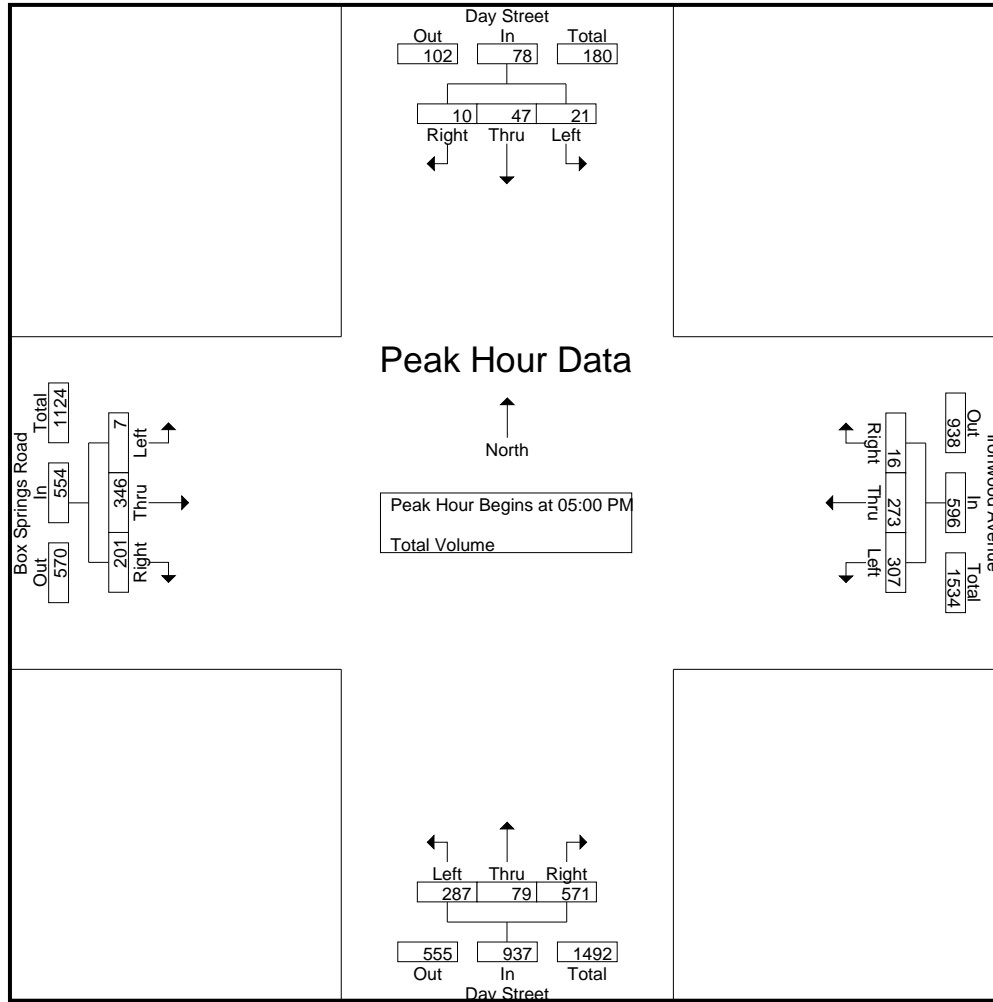 Day Street
Out In Total
102 78 180
10 47 21
Right Thru Left
Peak Hour Data
North
Peak Hour Begins at 05:00 PM
Total Volume
Box Springs Road
Total In Out
1124 554 570
7 346 201
Left Thru Right
Ironwood Avenue
Out In Total
938 596 1534
16 273 307
Right Thru Left
Left Thru Right
287 79 571
555 937 1492
Out In Total
Day Street